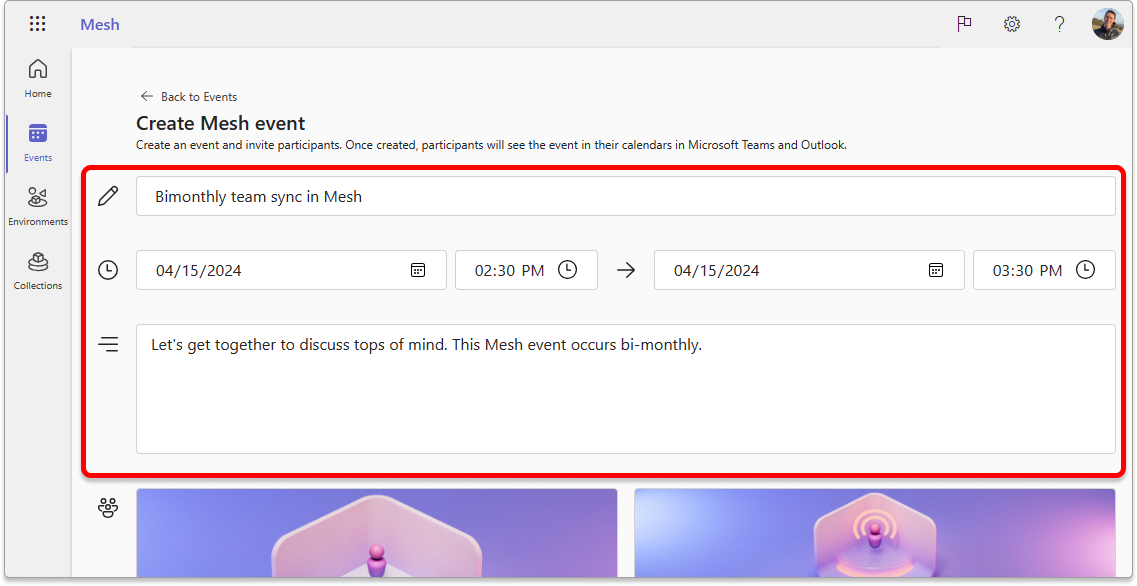 Mesh
?
Home
Events
Environments
Collections
← Back to Events
Create Mesh event
Create an event and invite participants. Once created, participants will see the event in their calendars in Microsoft Teams and Outlook.
Bimonthly team sync in Mesh
04/15/2024 02:30 PM → 04/15/2024 03:30 PM
Let's get together to discuss tops of mind. This Mesh event occurs bi-monthly.